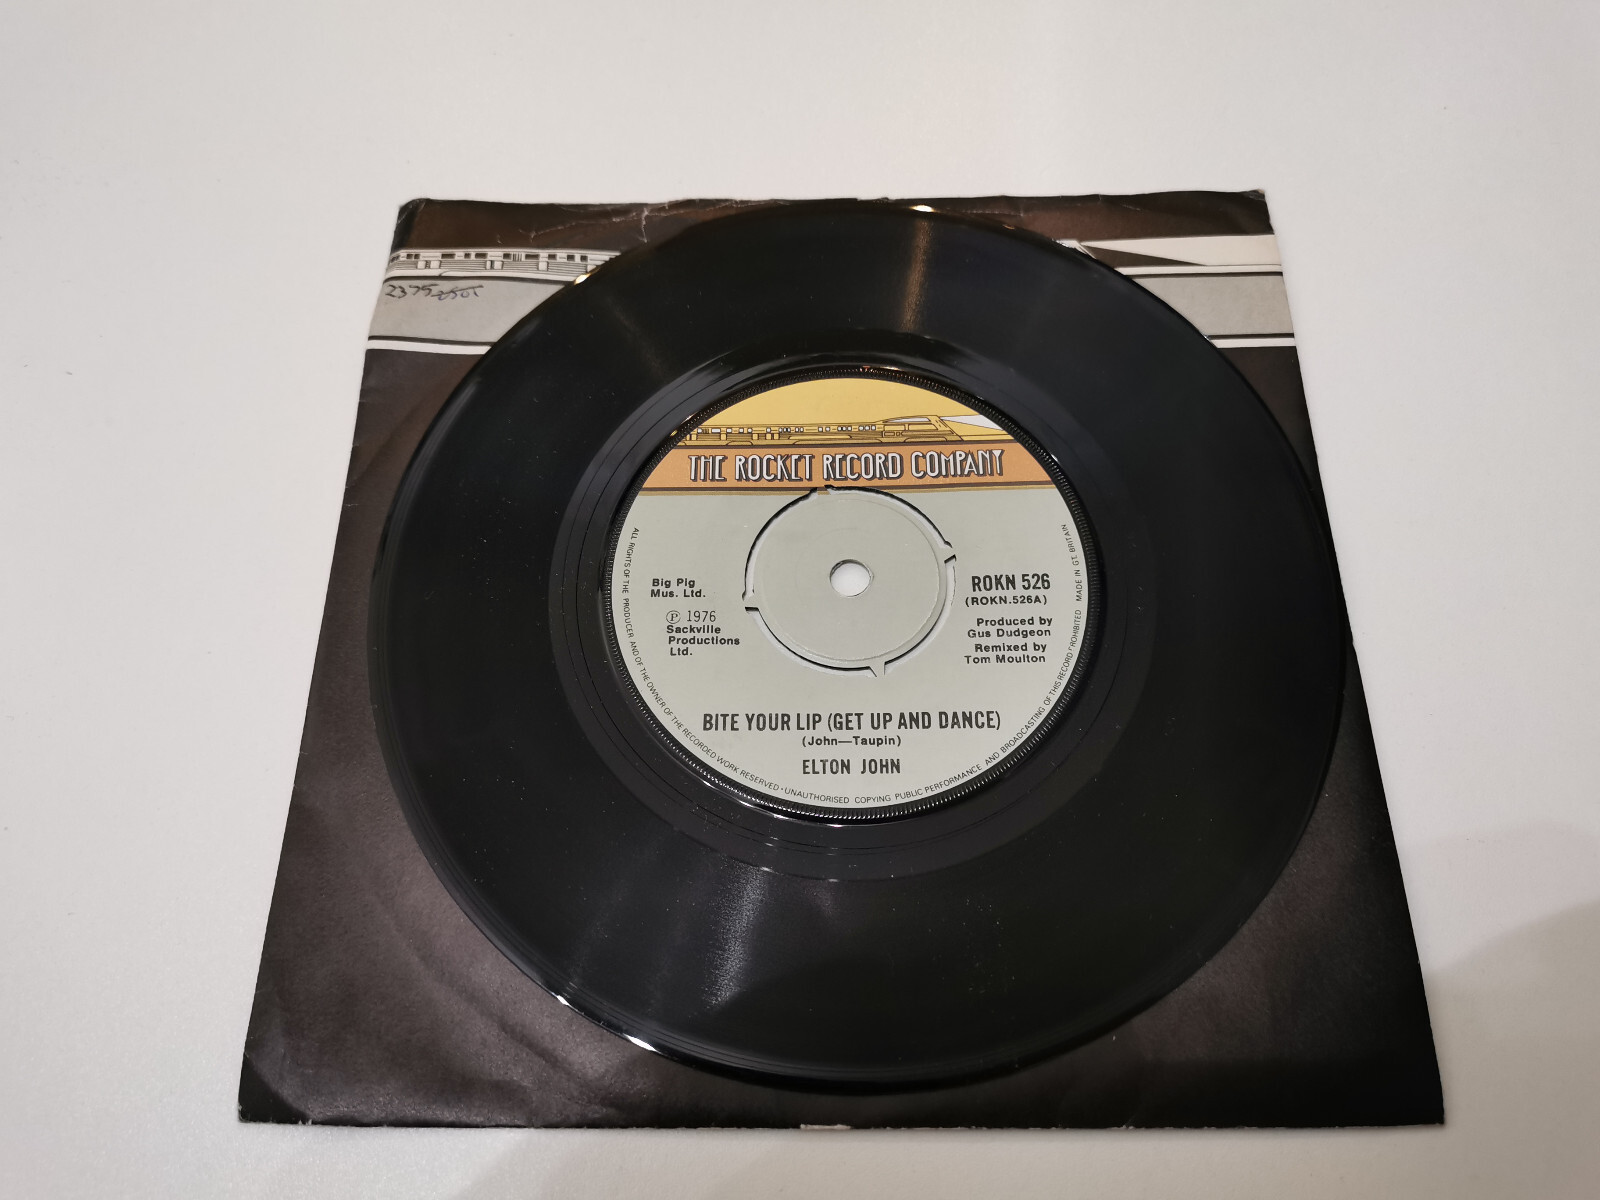 2375
THE ROCKET RECORD COMPANY
Big Pig
Mus. Ltd.
Ⓟ 1976
Sackville
Productions
Ltd.
ROKN 526
(ROKN.526A)
Produced by
Gus Dudgeon
Remixed by
Tom Moulton
BITE YOUR LIP (GET UP AND DANCE)
(John—Taupin)
ELTON JOHN
ALL RIGHTS OF THE PRODUCER AND OF THE OWNER OF THE RECORDED WORK RESERVED • UNAUTHORISED COPYING PUBLIC PERFORMANCE AND BROADCASTING OF THIS RECORD PROHIBITED MADE IN GT. BRITAIN